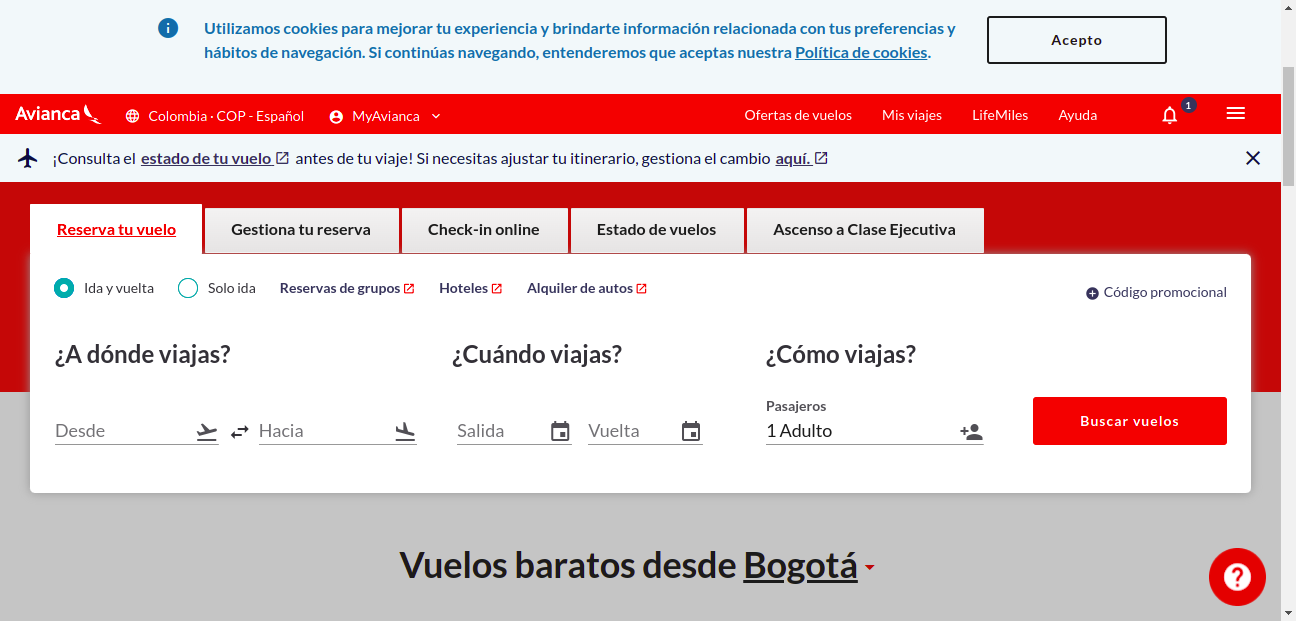 Utilizamos cookies para mejorar tu experiencia y brindarte información relacionada con tus preferencias y
hábitos de navegación. Si continúas navegando, entenderemos que aceptas nuestra Política de cookies.
Acepto
Avianca Colombia · COP - Español MyAvianca Ofertas de vuelos Mis viajes LifeMiles Ayuda 1
¡Consulta el estado de tu vuelo antes de tu viaje! Si necesitas ajustar tu itinerario, gestiona el cambio aquí.
Reserva tu vuelo Gestiona tu reserva Check-in online Estado de vuelos Ascenso a Clase Ejecutiva
Ida y vuelta Solo ida Reservas de grupos Hoteles Alquiler de autos Código promocional
¿A dónde viajas? ¿Cuándo viajas? ¿Cómo viajas?
Pasajeros
Desde Hacia Salida Vuelta 1 Adulto Buscar vuelos
Vuelos baratos desde Bogotá